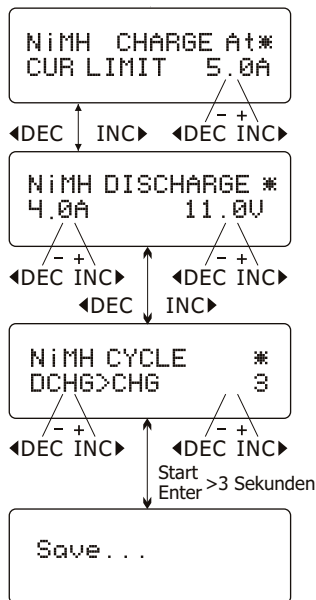 NiMH CHARGE At*
CUR LIMIT 5.0A
- +
◀DEC INC▶ ◀DEC INC▶
NiMH DISCHARGE *
4.0A 11.0V
- + - +
◀DEC INC▶ ◀DEC INC▶
◀DEC INC▶
NiMH CYCLE *
DCHG>CHG 3
- + - +
◀DEC INC▶ ◀DEC INC▶
Start
Enter >3 Sekunden
Save...